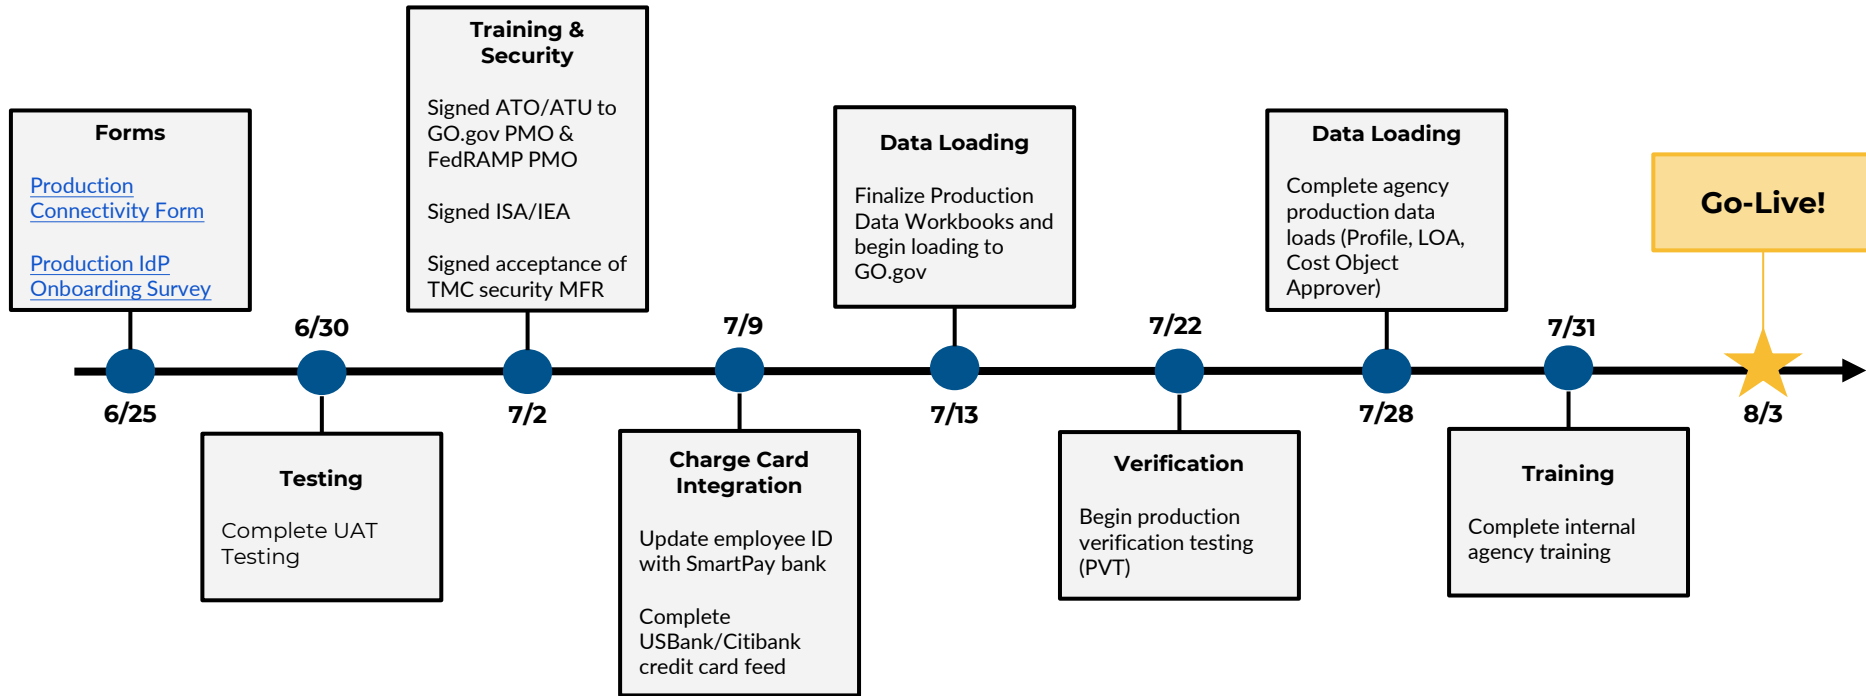 Forms
Production
Connectivity Form
Production IdP
Onboarding Survey
6/25
6/30
Testing
Complete UAT
Testing
Training &
Security
Signed ATO/ATU to
GO.gov PMO &
FedRAMP PMO
Signed ISA/IEA
Signed acceptance of
TMC security MFR
7/2
7/9
Charge Card
Integration
Update employee ID
with SmartPay bank
Complete
USBank/Citibank
credit card feed
Data Loading
Finalize Production
Data Workbooks and
begin loading to
GO.gov
7/13
7/22
Verification
Begin production
verification testing
(PVT)
Data Loading
Complete agency
production data
loads (Profile, LOA,
Cost Object
Approver)
7/28
7/31
Training
Complete internal
agency training
Go-Live!
8/3